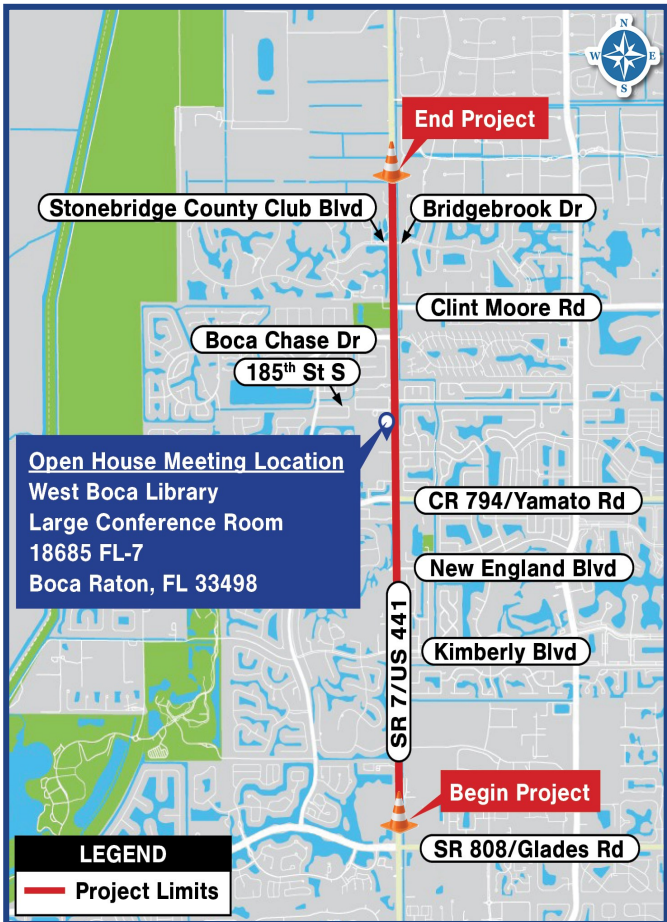 N
W E
S
End Project
Stonebridge County Club Blvd
Bridgebrook Dr
Clint Moore Rd
Boca Chase Dr
185th St S
Open House Meeting Location
West Boca Library
Large Conference Room
18685 FL-7
Boca Raton, FL 33498
CR 794/Yamato Rd
New England Blvd
SR 7/US 441
Kimberly Blvd
Begin Project
SR 808/Glades Rd
LEGEND
Project Limits